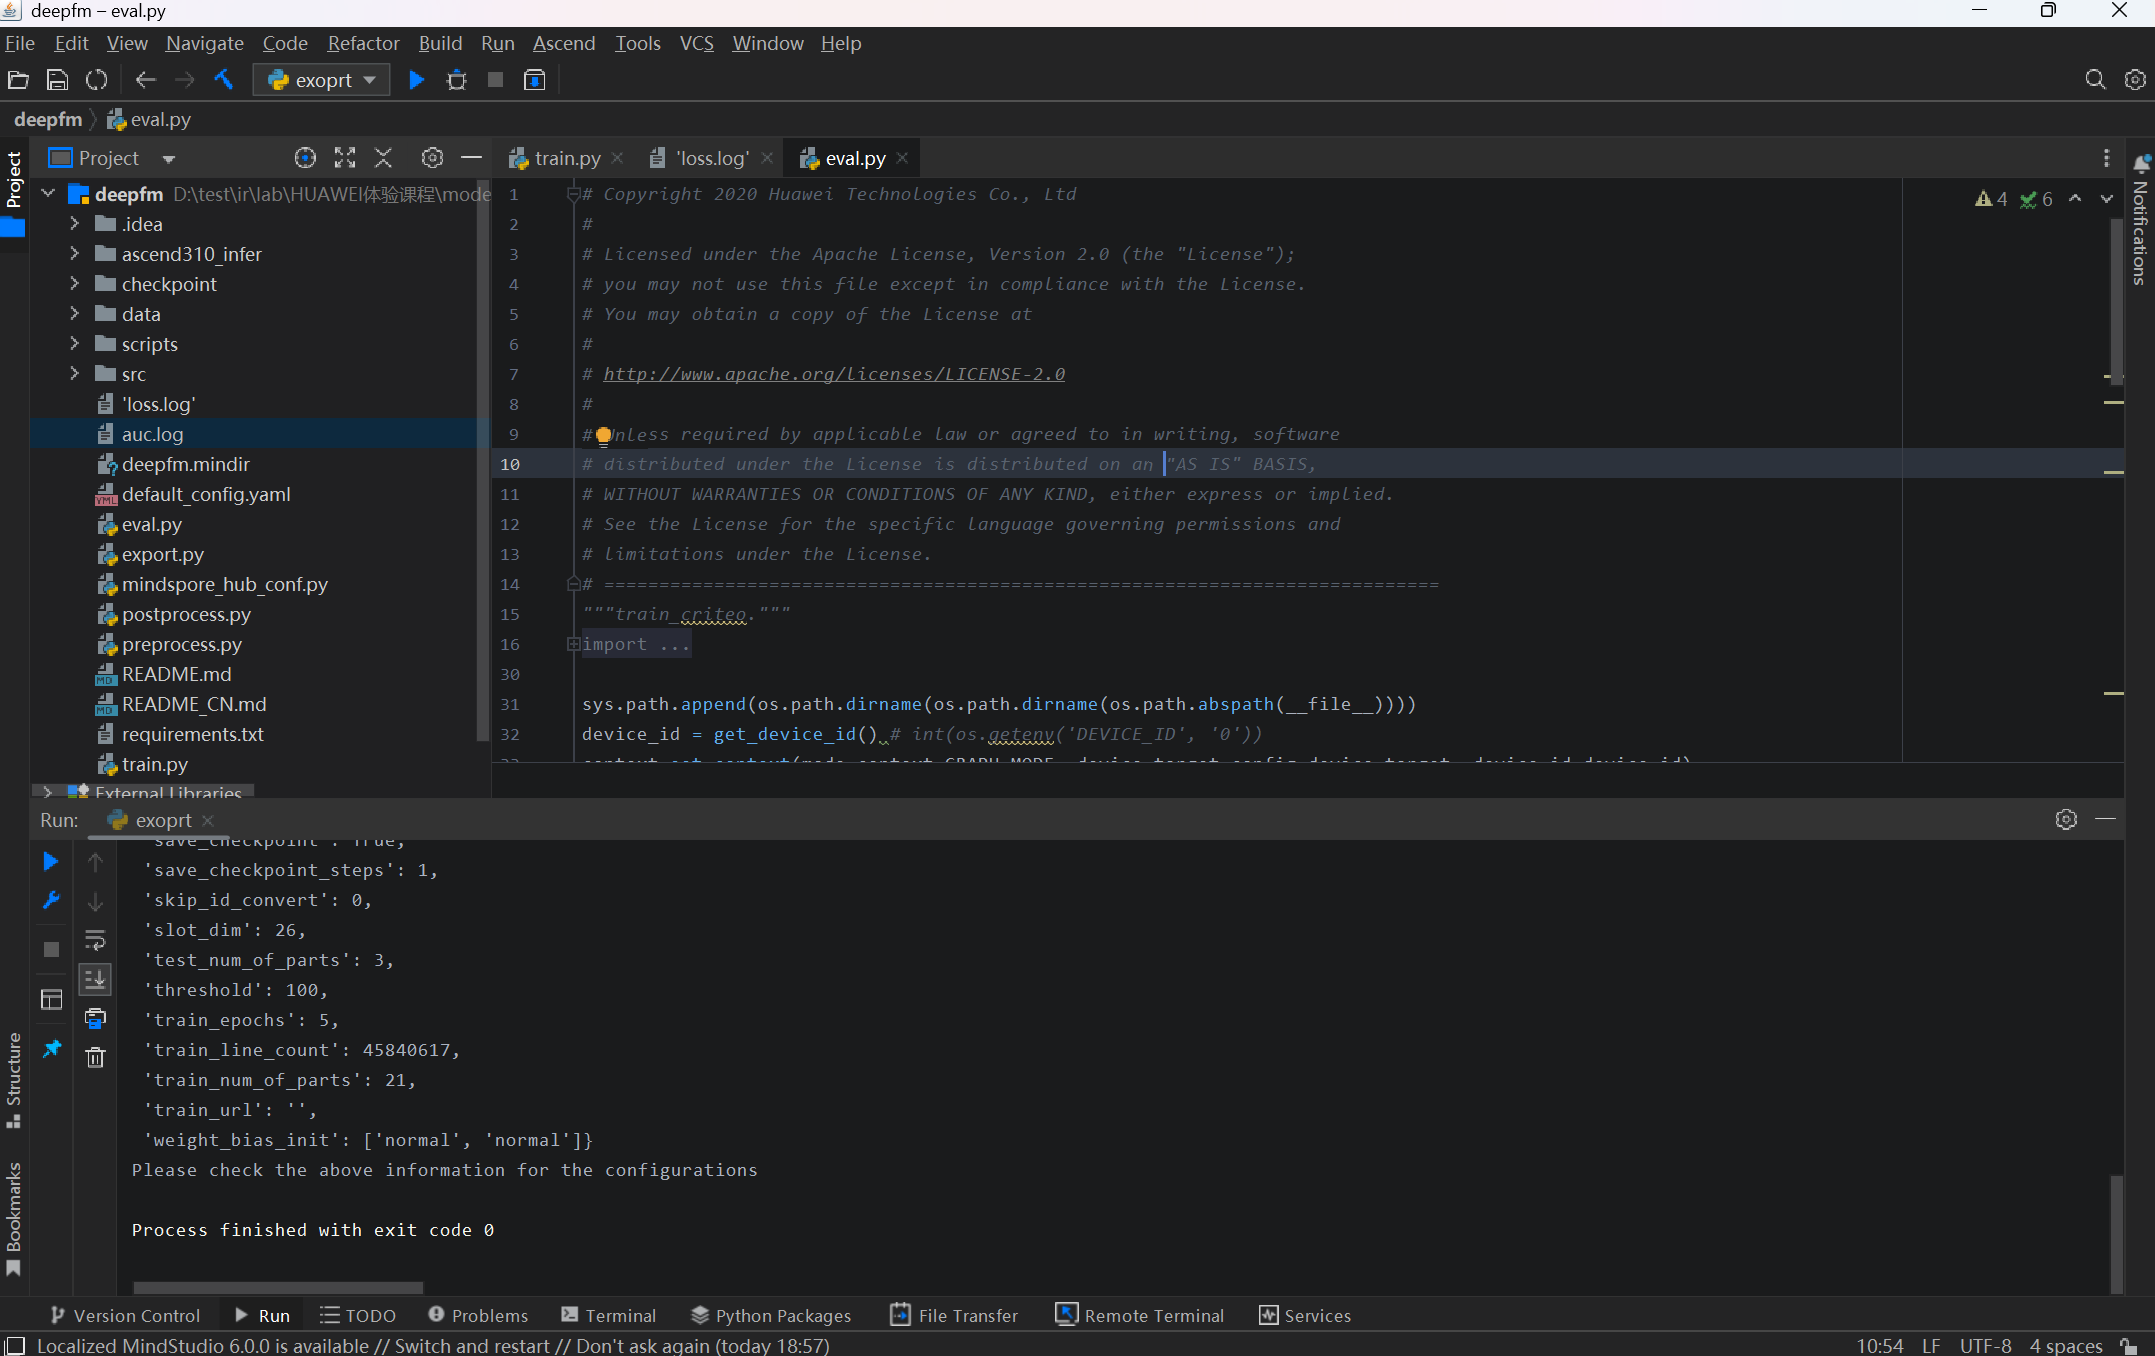 deepfm – eval.py
File Edit View Navigate Code Refactor Build Run Ascend Tools VCS Window Help
exoprt
deepfm eval.py
Project
Project
train.py 'loss.log' eval.py
deepfm D:\test\ir\lab\HUAWEI体验课程\mode
.idea
ascend310_infer
checkpoint
data
scripts
src
'loss.log'
auc.log
deepfm.mindir
default_config.yaml
eval.py
export.py
mindspore_hub_conf.py
postprocess.py
preprocess.py
README.md
README_CN.md
requirements.txt
train.py
External Libraries
1 # Copyright 2020 Huawei Technologies Co., Ltd
2 #
3 # Licensed under the Apache License, Version 2.0 (the "License");
4 # you may not use this file except in compliance with the License.
5 # You may obtain a copy of the License at
6 #
7 # http://www.apache.org/licenses/LICENSE-2.0
8 #
9 # Unless required by applicable law or agreed to in writing, software
10 # distributed under the License is distributed on an "AS IS" BASIS,
11 # WITHOUT WARRANTIES OR CONDITIONS OF ANY KIND, either express or implied.
12 # See the License for the specific language governing permissions and
13 # limitations under the License.
14 # ============================================================================
15 """train_criteo."""
16 import ...
30
31 sys.path.append(os.path.dirname(os.path.dirname(os.path.abspath(__file__))))
32 device_id = get_device_id() # int(os.getenv('DEVICE_ID', '0'))
4 6
Notifications
Run: exoprt
'save_checkpoint': True,
'save_checkpoint_steps': 1,
'skip_id_convert': 0,
'slot_dim': 26,
'test_num_of_parts': 3,
'threshold': 100,
'train_epochs': 5,
'train_line_count': 45840617,
'train_num_of_parts': 21,
'train_url': '',
'weight_bias_init': ['normal', 'normal']}
Please check the above information for the configurations
Process finished with exit code 0
Structure
Bookmarks
Version Control Run TODO Problems Terminal Python Packages File Transfer Remote Terminal Services
Localized MindStudio 6.0.0 is available // Switch and restart // Don't ask again (today 18:57)
10:54 LF UTF-8 4 spaces